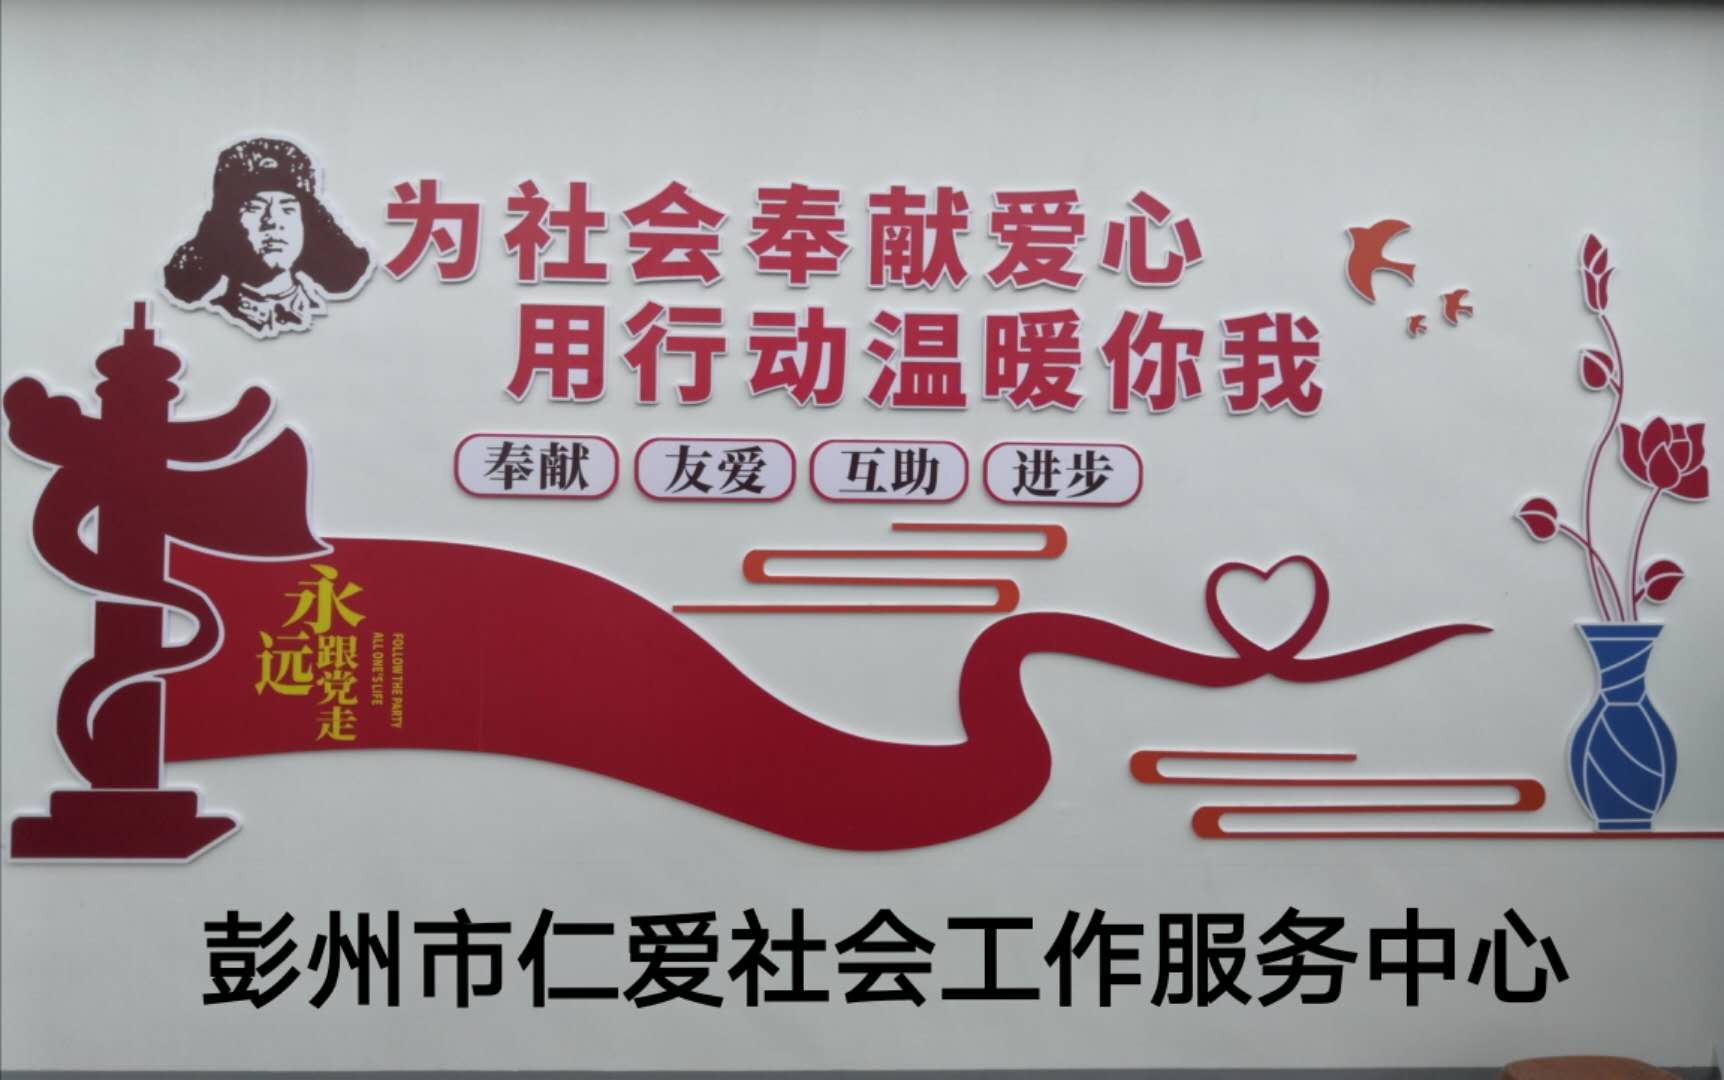 为社会奉献爱心
用行动温暖你我
奉献 友爱 互助 进步
永远
跟党走
FOLLOW THE PARTY
ALL ONE'S LIFE
彭州市仁爱社会工作服务中心